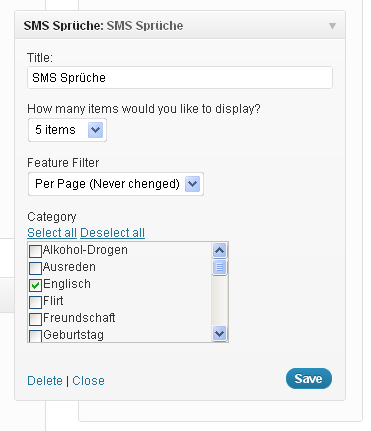 SMS Sprüche: SMS Sprüche
Title:
SMS Sprüche
How many items would you like to display?
5 items
Feature Filter
Per Page (Never chenged)
Category
Select all Deselect all
Alkohol-Drogen
Ausreden
Englisch
Flirt
Freundschaft
Geburtstag
Delete | Close
Save